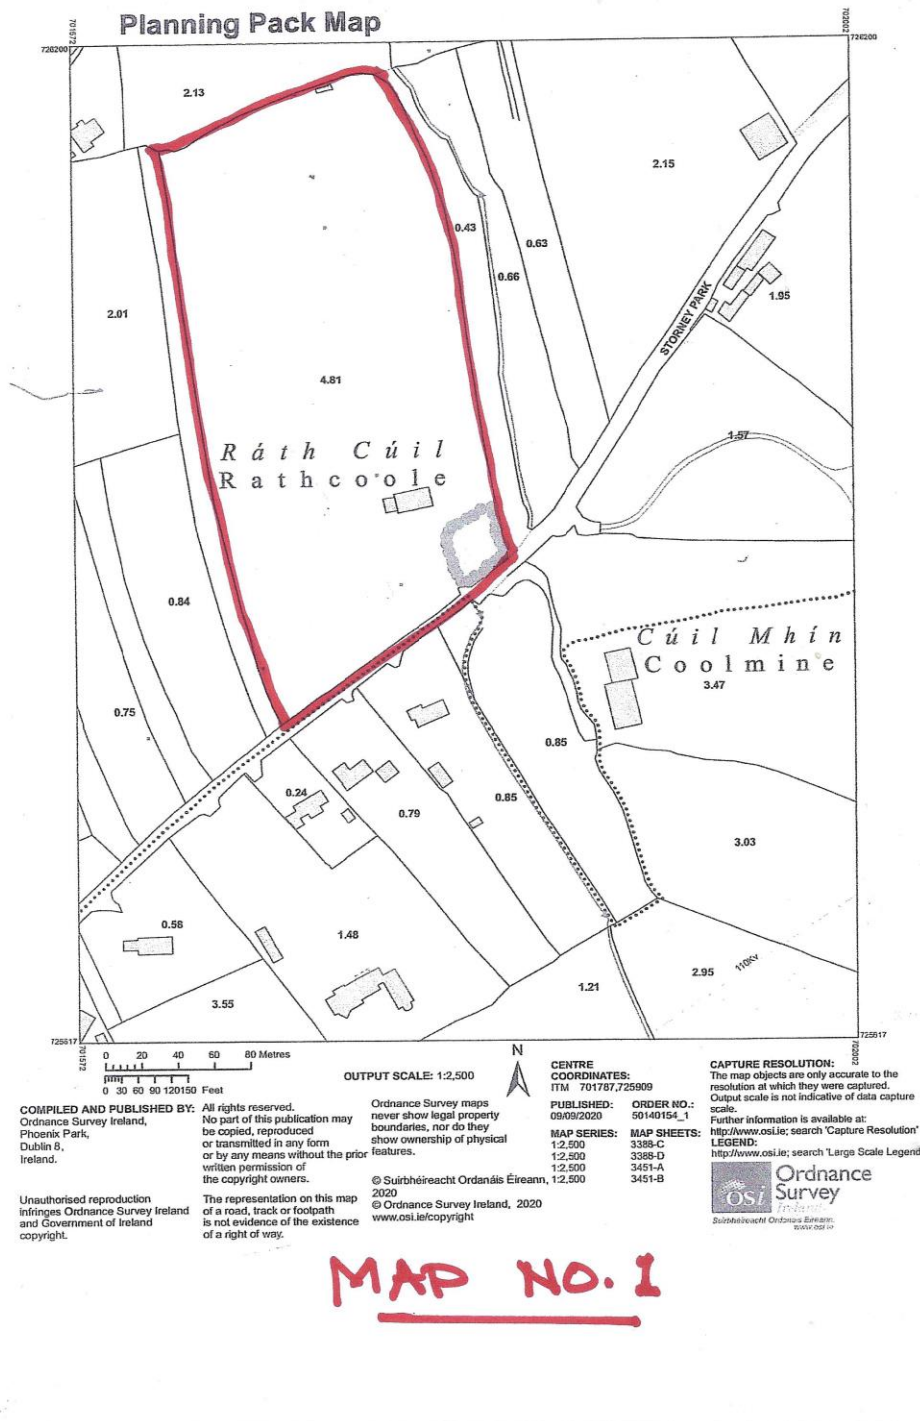 Planning Pack Map
701572
702002
726200
726200
2.13
2.15
0.43
0.63
0.66
1.95
STORNEY PARK
2.01
4.81
1.57
Ráth Cúil
Rathcoole
0.84
Cúil Mhín
Coolmine
3.47
0.75
0.85
0.24
0.79
0.85
3.03
0.58
1.48
2.95
110Kv
1.21
3.55
725617
701572
702002
0 20 40 60 80 Metres
0 30 60 90 120150 Feet
OUTPUT SCALE: 1:2,500
N
COMPILED AND PUBLISHED BY:
Ordnance Survey Ireland,
Phoenix Park,
Dublin 8,
Ireland.
Unauthorised reproduction
infringes Ordnance Survey Ireland
and Government of Ireland
copyright.
All rights reserved.
No part of this publication may
be copied, reproduced
or transmitted in any form
or by any means without the prior
written permission of
the copyright owners.
The representation on this map
of a road, track or footpath
is not evidence of the existence
of a right of way.
Ordnance Survey maps
never show legal property
boundaries, nor do they
show ownership of physical
features.
© Suirbhéireacht Ordanáis Éireann,
2020
© Ordnance Survey Ireland, 2020
www.osi.ie/copyright
CENTRE
COORDINATES:
ITM 701787,725909
PUBLISHED: ORDER NO.:
09/09/2020 50140154_1
MAP SERIES: MAP SHEETS:
1:2,500 3388-C
1:2,500 3388-D
1:2,500 3451-A
1:2,500 3451-B
CAPTURE RESOLUTION:
The map objects are only accurate to the
resolution at which they were captured.
Output scale is not indicative of data capture
scale.
Further information is available at:
http://www.osi.ie; search 'Capture Resolution'
LEGEND:
http://www.osi.ie; search 'Large Scale Legend
OSi
Ordnance
Survey
Ireland
Suirbhéireacht Ordanáis Éireann
www.osi.ie
MAP NO. 1